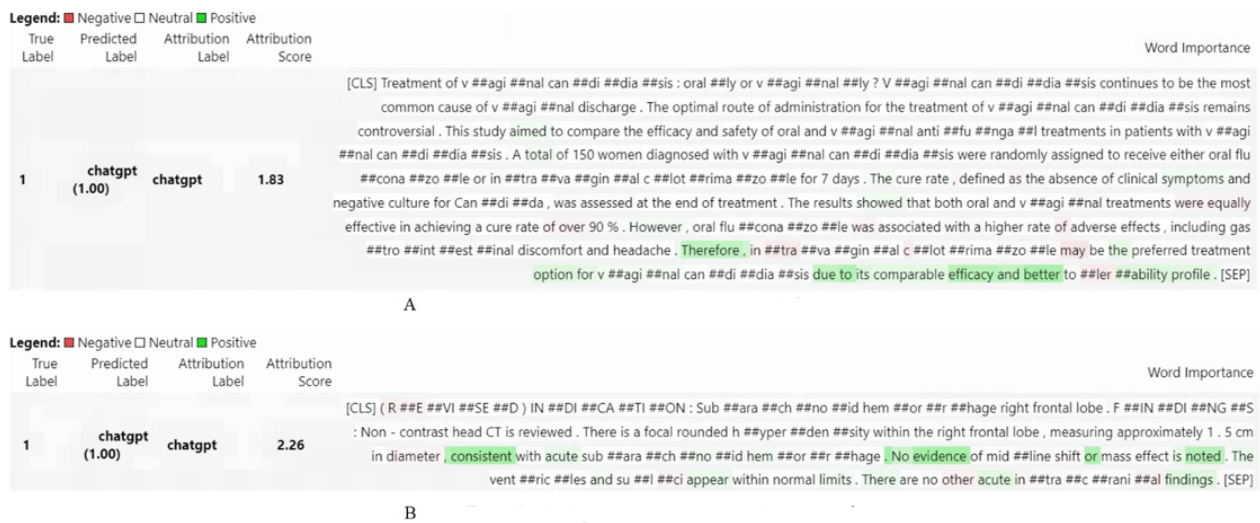 Legend: Negative Neutral Positive
True Label Predicted Label Attribution Label Attribution Score Word Importance
[CLS] Treatment of v ##agi ##nal can ##di ##dia ##sis : oral ##ly or v ##agi ##nal ##ly ? V ##agi ##nal can ##di ##dia ##sis continues to be the most
common cause of v ##agi ##nal discharge . The optimal route of administration for the treatment of v ##agi ##nal can ##di ##dia ##sis remains
controversial . This study aimed to compare the efficacy and safety of oral and v ##agi ##nal anti ##fu ##nga ##l treatments in patients with v ##agi
##nal can ##di ##dia ##sis . A total of 150 women diagnosed with v ##agi ##nal can ##di ##dia ##sis were randomly assigned to receive either oral flu
1 chatgpt (1.00) chatgpt 1.83
##cona ##zo ##le or in ##tra ##va ##gin ##al c ##lot ##rima ##zo ##le for 7 days . The cure rate , defined as the absence of clinical symptoms and
negative culture for Can ##di ##da , was assessed at the end of treatment . The results showed that both oral and v ##agi ##nal treatments were equally
effective in achieving a cure rate of over 90 % . However , oral flu ##cona ##zo ##le was associated with a higher rate of adverse effects , including gas
##tro ##int ##est ##inal discomfort and headache . Therefore , in ##tra ##va ##gin ##al c ##lot ##rima ##zo ##le may be the preferred treatment
option for v ##agi ##nal can ##di ##dia ##sis due to its comparable efficacy and better to ##ler ##ability profile . [SEP]
A
Legend: Negative Neutral Positive
True Label Predicted Label Attribution Label Attribution Score Word Importance
[CLS] ( R ##E ##VI ##SE ##D ) IN ##DI ##CA ##TI ##ON : Sub ##ara ##ch ##no ##id hem ##or ##r ##hage right frontal lobe . F ##IN ##DI ##NG ##S
: Non - contrast head CT is reviewed . There is a focal rounded h ##yper ##den ##sity within the right frontal lobe , measuring approximately 1 . 5 cm
1 chatgpt (1.00) chatgpt 2.26
in diameter , consistent with acute sub ##ara ##ch ##no ##id hem ##or ##r ##hage . No evidence of mid ##line shift or mass effect is noted . The
vent ##ric ##les and su ##l ##ci appear within normal limits . There are no other acute in ##tra ##c ##rani ##al findings . [SEP]
B